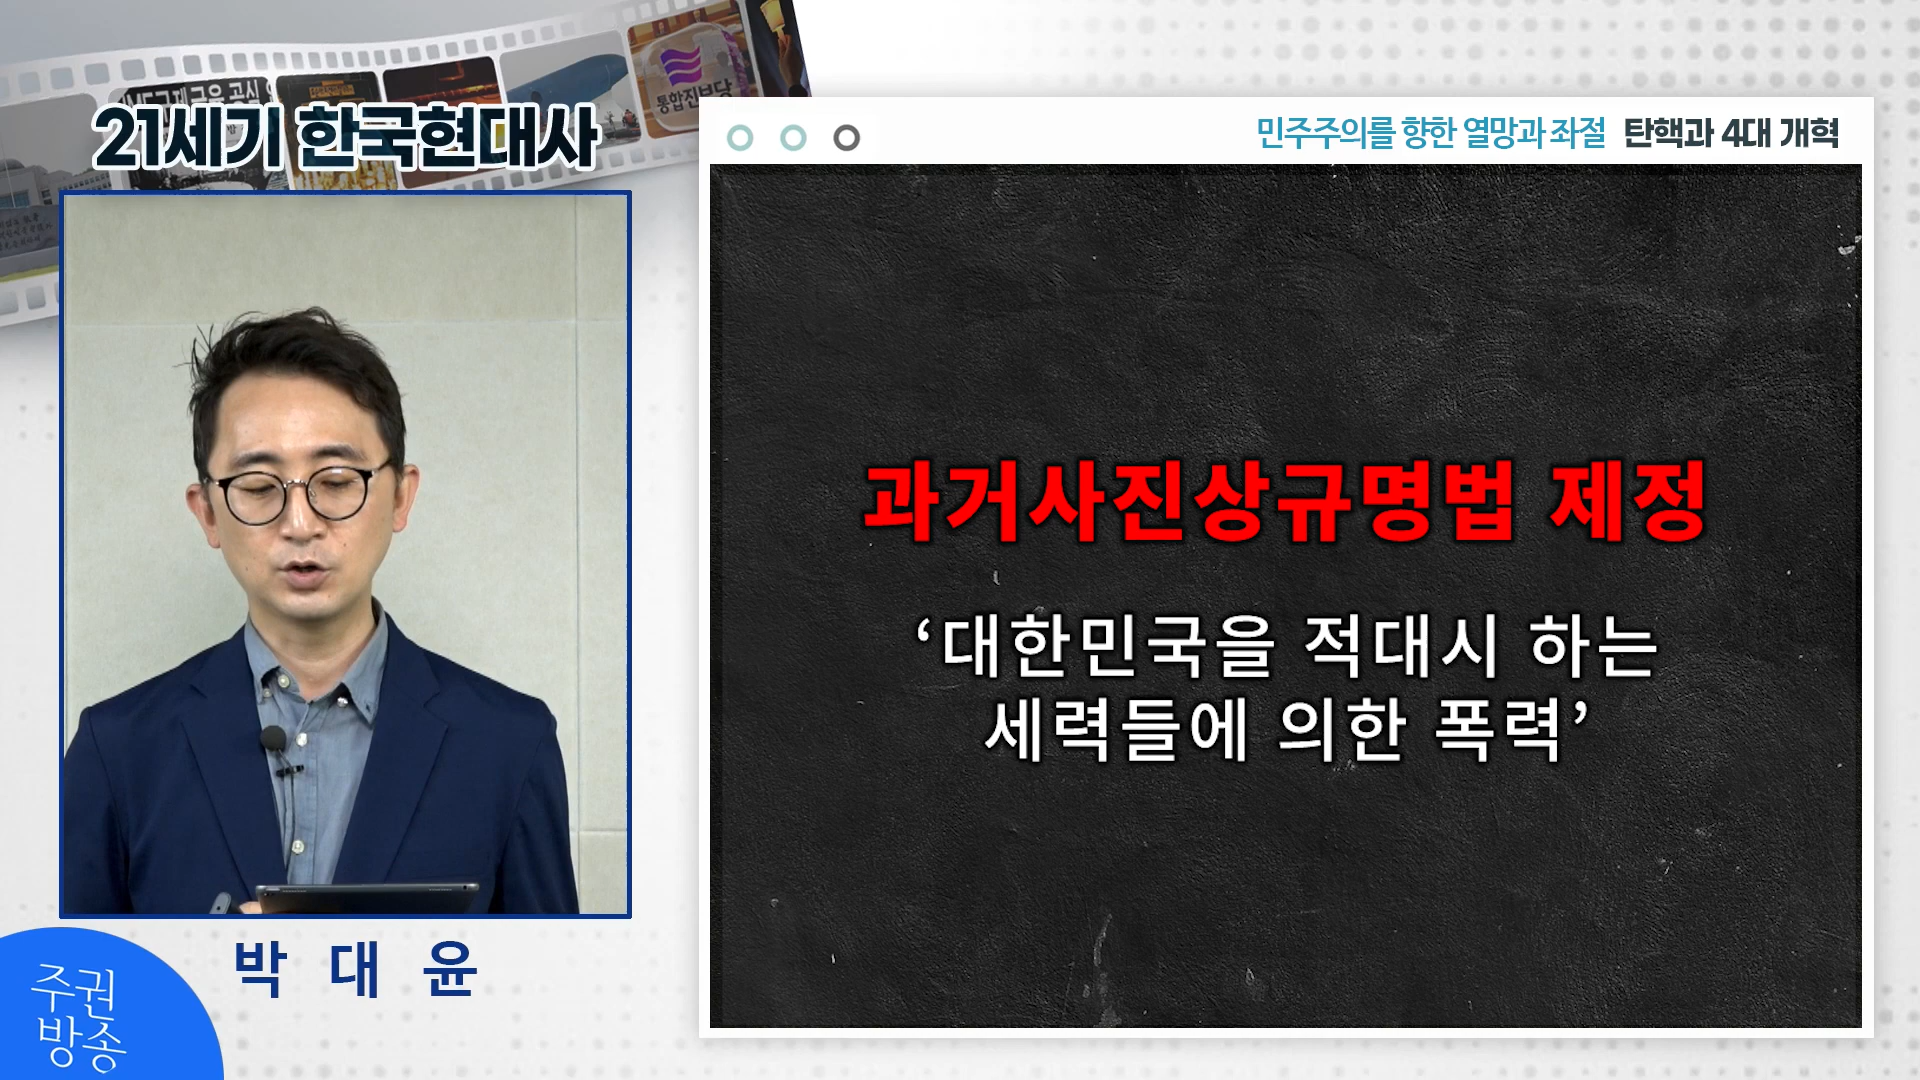 통합진보당
21세기 한국현대사
민주주의를 향한 열망과 좌절 탄핵과 4대 개혁
과거사진상규명법 제정
‘대한민국을 적대시 하는
세력들에 의한 폭력’
박대윤
주권
방송